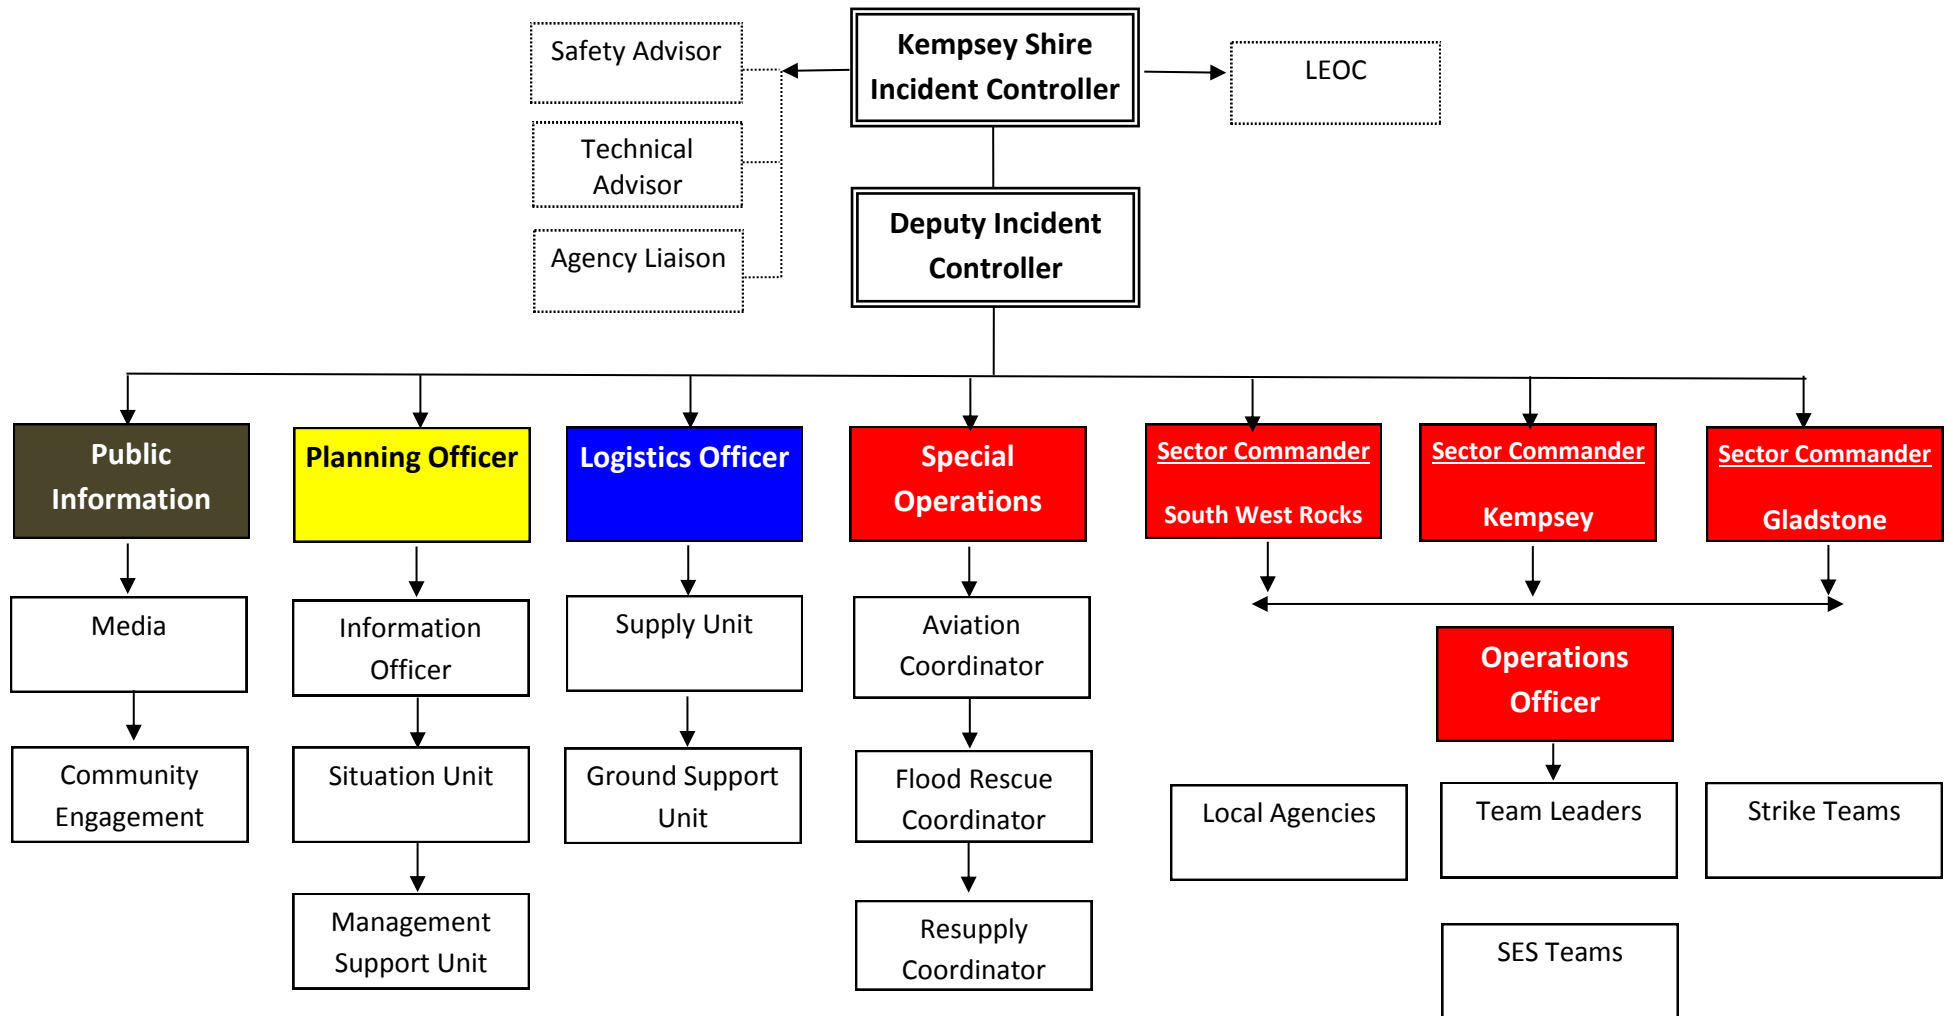 Safety Advisor
Kempsey Shire
Incident Controller
LEOC
Technical
Advisor
Deputy Incident
Controller
Agency Liaison
Public
Information
Planning Officer
Logistics Officer
Special
Operations
Sector Commander
South West Rocks
Sector Commander
Kempsey
Sector Commander
Gladstone
Media
Information
Officer
Supply Unit
Aviation
Coordinator
Operations
Officer
Community
Engagement
Situation Unit
Ground Support
Unit
Flood Rescue
Coordinator
Local Agencies
Team Leaders
Strike Teams
Management
Support Unit
Resupply
Coordinator
SES Teams